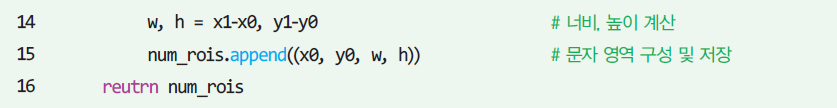 14 w, h = x1-x0, y1-y0 # 너비, 높이 계산
15 num_rois.append((x0, y0, w, h)) # 문자 영역 구성 및 저장
16 reutrn num_rois